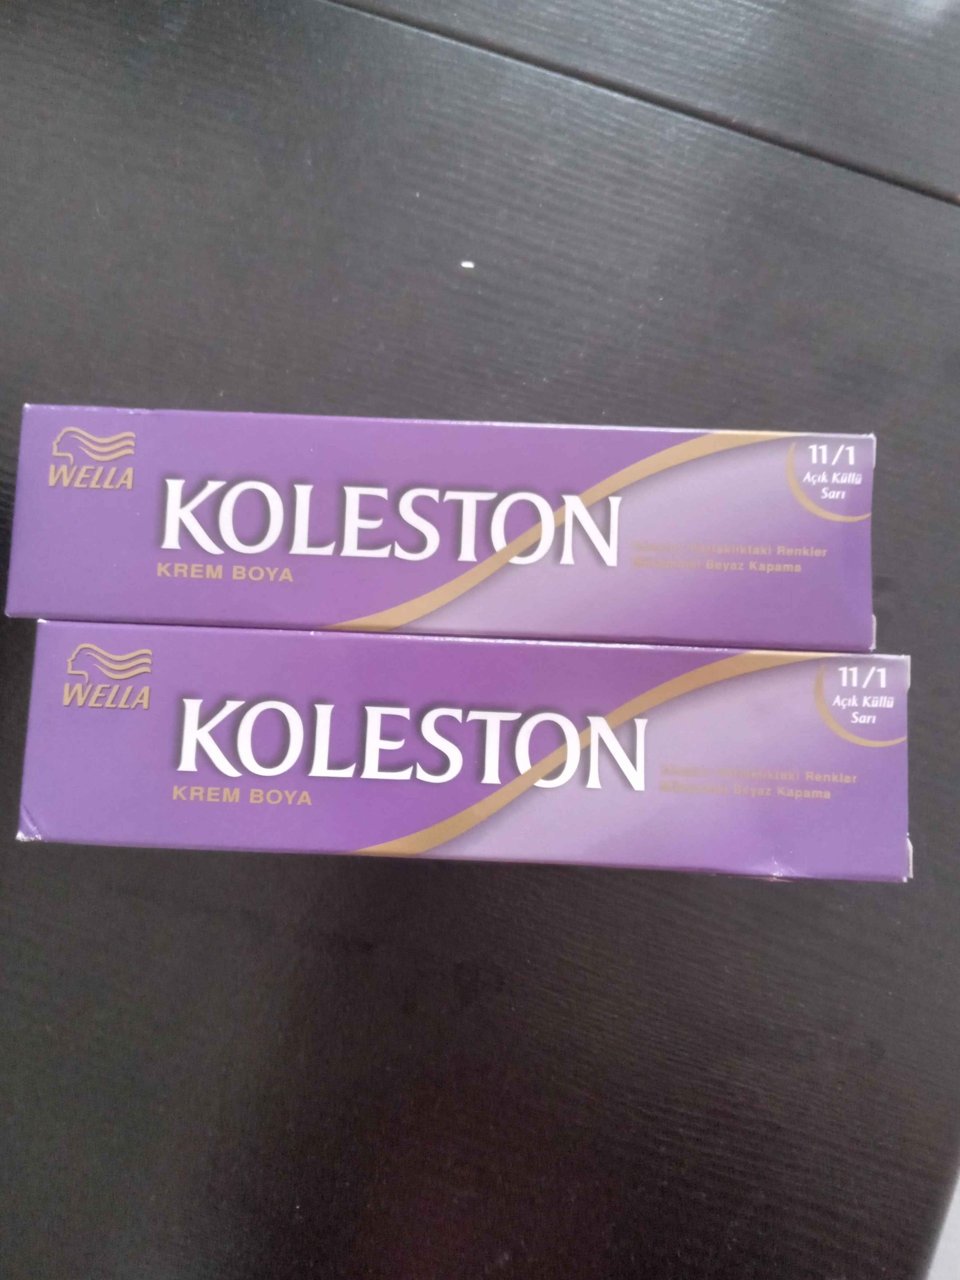 WELLA
KOLESTON
KREM BOYA
11/1
Açık Küllü
Sarı
Renkler
Beyaz Kapama
WELLA
KOLESTON
KREM BOYA
11/1
Açık Küllü
Sarı
Renkler
Beyaz Kapama